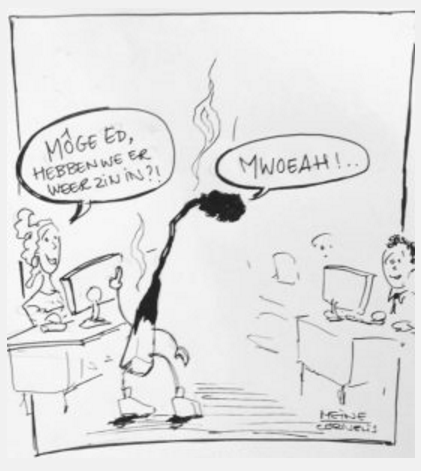 MÔGE ED,
HEBBEN WE ER
WEER ZIN IN?!
MWOEAH!..
MEINE
CORNELIS